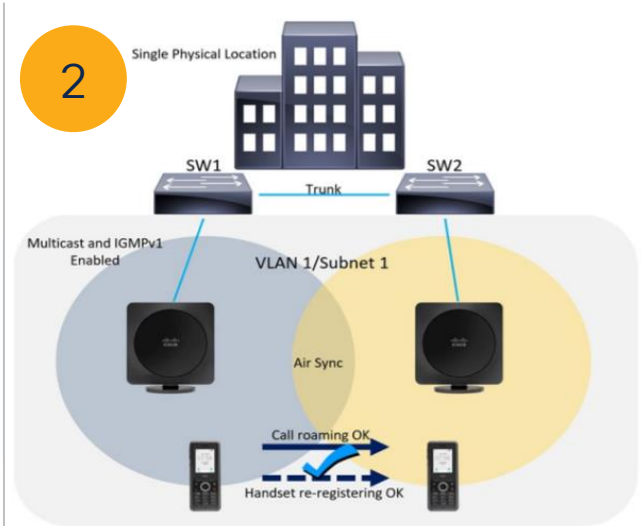 2
Single Physical Location
SW1
SW2
Trunk
Multicast and IGMPv1
Enabled
VLAN 1/Subnet 1
Air Sync
Call roaming OK
Handset re-registering OK